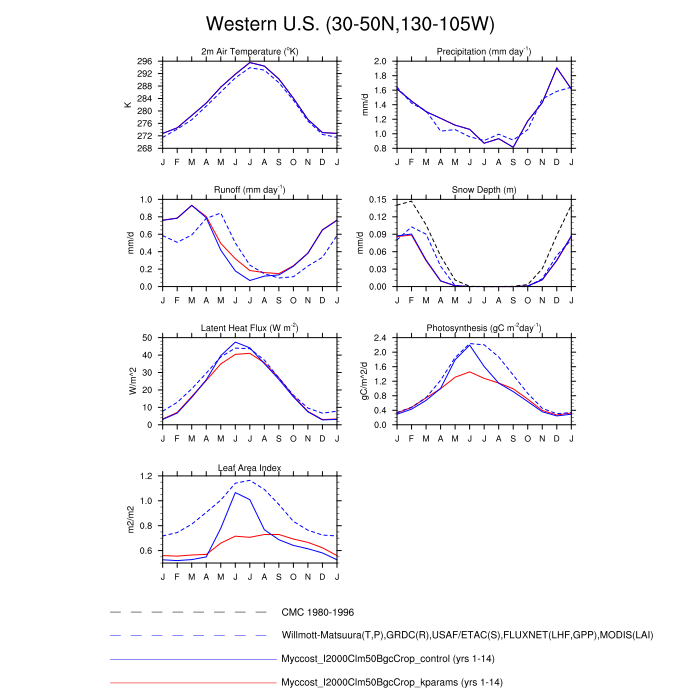 Western U.S. (30-50N,130-105W)
2m Air Temperature (°K)
K
296
292
288
284
280
276
272
268
J F M A M J J A S O N D J
Precipitation (mm day⁻¹)
mm/d
2.0
1.8
1.6
1.4
1.2
1.0
0.8
J F M A M J J A S O N D J
Runoff (mm day⁻¹)
mm/d
1.0
0.8
0.6
0.4
0.2
0.0
J F M A M J J A S O N D J
Snow Depth (m)
mm/d
0.15
0.12
0.09
0.06
0.03
0.00
J F M A M J J A S O N D J
Latent Heat Flux (W m⁻²)
W/m^2
50
40
30
20
10
0
J F M A M J J A S O N D J
Photosynthesis (gC m⁻²day⁻¹)
gC/m^2/d
2.4
2.0
1.6
1.2
0.8
0.4
0.0
J F M A M J J A S O N D J
Leaf Area Index
m2/m2
1.2
1.0
0.8
0.6
J F M A M J J A S O N D J
CMC 1980-1996
Willmott-Matsuura(T,P),GRDC(R),USAF/ETAC(S),FLUXNET(LHF,GPP),MODIS(LAI)
Myccost_I2000Clm50BgcCrop_control (yrs 1-14)
Myccost_I2000Clm50BgcCrop_kparams (yrs 1-14)